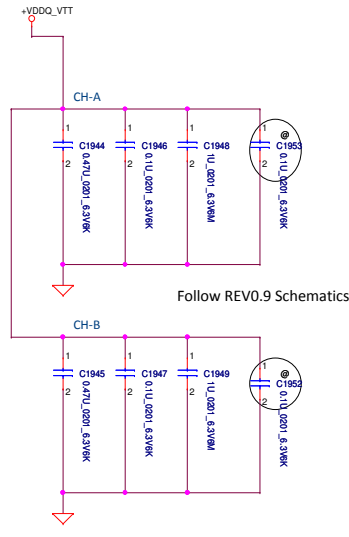 +VDDQ_VTT
CH-A
1
1
1
1
@
C1944
C1946
C1948
C1953
2
2
2
2
0.47U_0201_6.3V6K
0.1U_0201_6.3V6K
1U_0201_6.3V6M
0.1U_0201_6.3V6K
Follow REV0.9 Schematics
CH-B
1
1
1
1
@
C1945
C1947
C1949
C1952
2
2
2
2
0.47U_0201_6.3V6K
0.1U_0201_6.3V6K
1U_0201_6.3V6M
0.1U_0201_6.3V6K